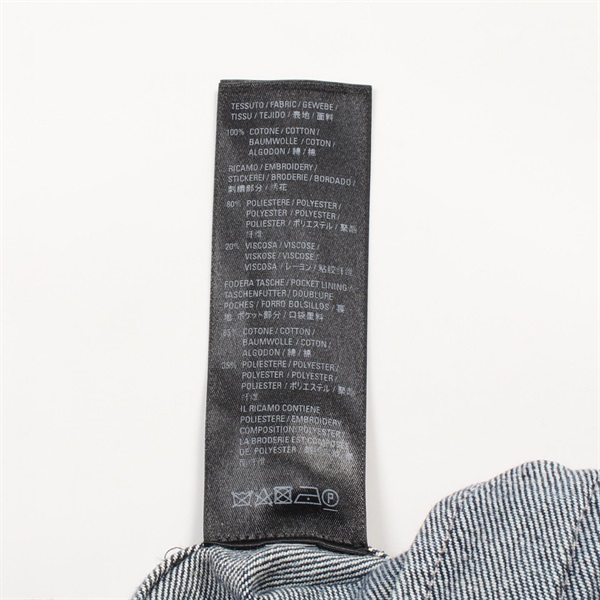 TESSUTO / FABRIC / GEWEBE /
TISSU / TEJIDO / 表地 / 面料
100% COTONE / COTTON /
BAUMWOLLE / COTON /
ALGODON / 綿 / 棉
RICAMO / EMBROIDERY /
STICKEREI / BRODERIE / BORDADO /
刺繍部分 / 绣花
80% POLIESTERE / POLYESTER /
POLYESTER / POLYESTER /
POLIESTER / ポリエステル / 聚酯
纤维
20% VISCOSA / VISCOSE /
VISKOSE / VISCOSE /
VISCOSA / レーヨン / 粘胶纤维
FODERA TASCHE / POCKET LINING /
TASCHENFUTTER / DOUBLURE
POCHES / FORRO BOLSILLOS / 裏
地 ポケット部分 / 口袋里料
65% COTONE / COTTON /
BAUMWOLLE / COTON /
ALGODON / 綿 / 棉
35% POLIESTERE / POLYESTER /
POLYESTER / POLYESTER /
POLIESTER / ポリエステル / 聚酯
纤维
IL RICAMO CONTIENE
POLIESTERE / EMBROIDERY
COMPOSITION: POLYESTER /
LA BRODERIE EST COMPOSÉE
DE POLYESTER /
P